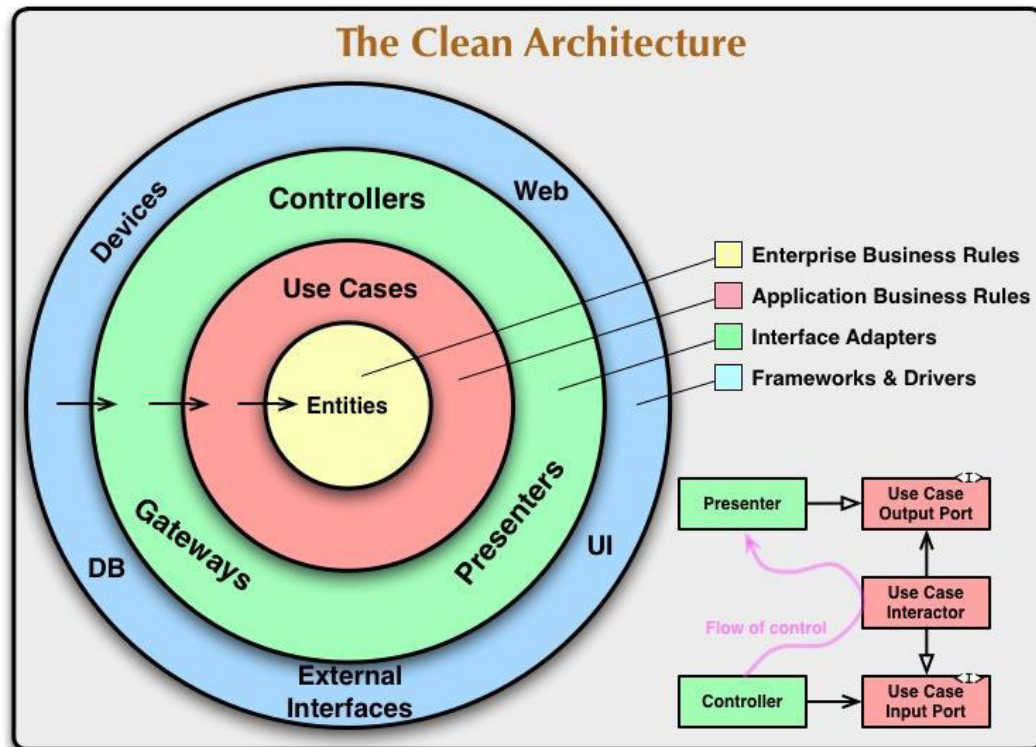 The Clean Architecture
Devices
Web
Controllers
Use Cases
Entities
Gateways
Presenters
DB
UI
External
Interfaces
Enterprise Business Rules
Application Business Rules
Interface Adapters
Frameworks & Drivers
Presenter
<I>
Use Case
Output Port
Use Case
Interactor
Flow of control
Controller
<I>
Use Case
Input Port